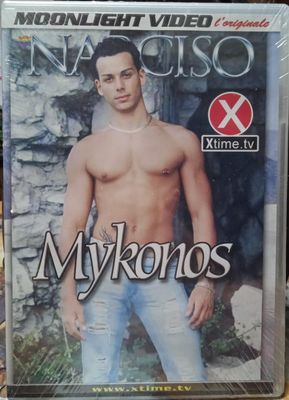 MOONLIGHT VIDEO l'originale
NARCISO
X
Xtime.tv
Mykonos
www.xtime.tv